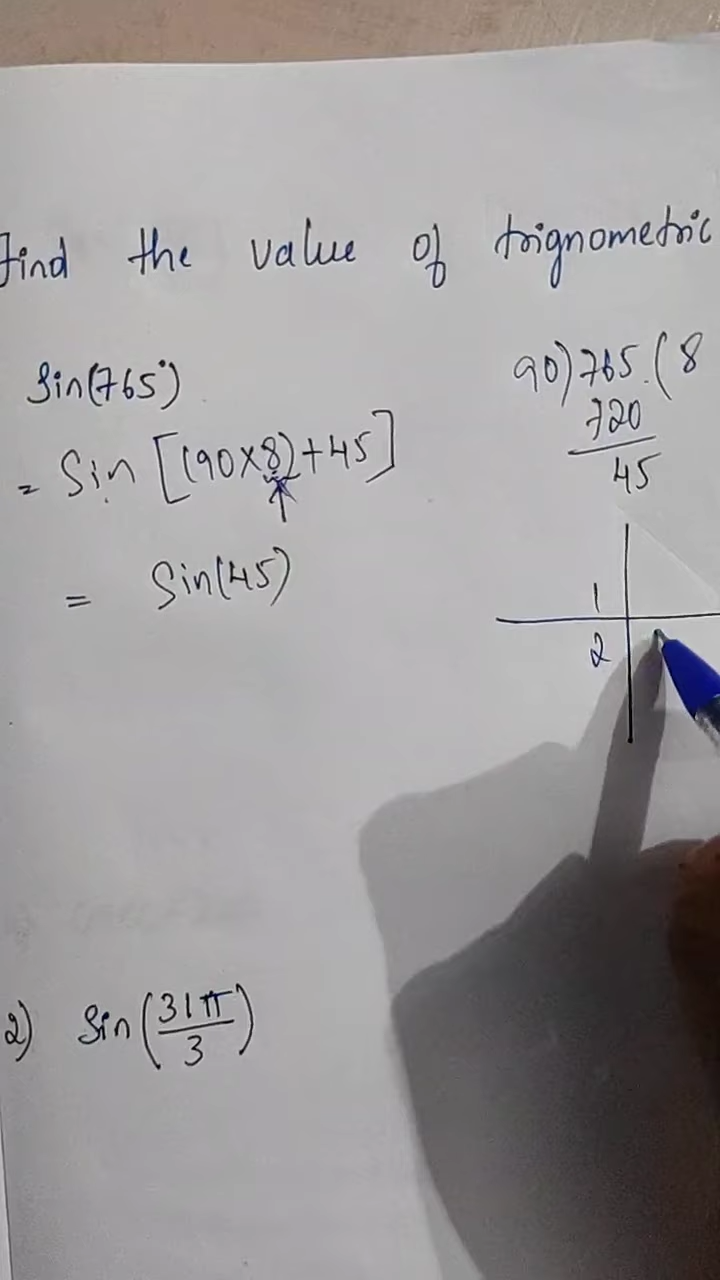 Find the value of trignometric
Sin(765°)
= Sin [(90×8)+45]
= Sin(45)
90)765(8
720
45
1
2
2) Sin(31π/3)